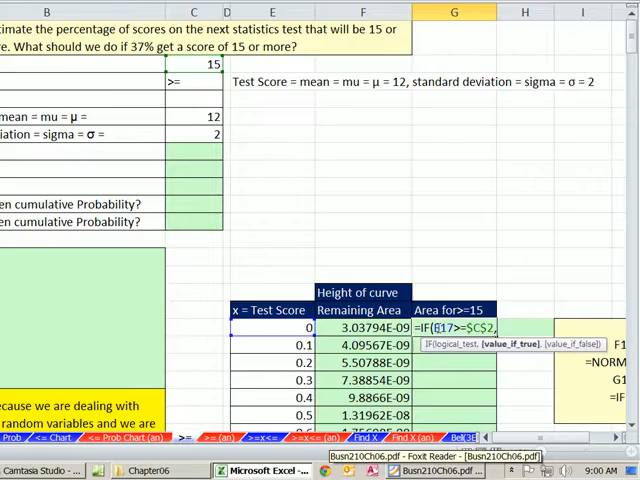 B C D E F G H I
timate the percentage of scores on the next statistics test that will be 15 or
re. What should we do if 37% get a score of 15 or more?
15
>= Test Score = mean = mu = μ = 12, standard deviation = sigma = σ = 2
mean = mu = μ = 12
iation = sigma = σ = 2
en cumulative Probability?
en cumulative Probability?
Height of curve
x = Test Score Remaining Area Area for>=15
0 3.03794E-09 =IF(E17>=$C$2,
IF(logical_test, [value_if_true], [value_if_false])
0.1 4.09567E-09 F1
0.2 5.50788E-09 =NORM
0.3 7.38854E-09 G1
0.4 9.8866E-09 =IF
ecause we are dealing with
random variables and we are
0.5 1.31962E-08
Prob <= Chart <= Prob Chart (an) >= >= (an) >=x<= >=x<= (an) Find X Find X (an) Bel(3E
Busn210Ch06.pdf - Foxit Reader - [Busn210Ch06.pdf]
Camtasia Studio - ... Chapter06 Microsoft Excel -... Busn210Ch06.pdf ... 9:00 AM